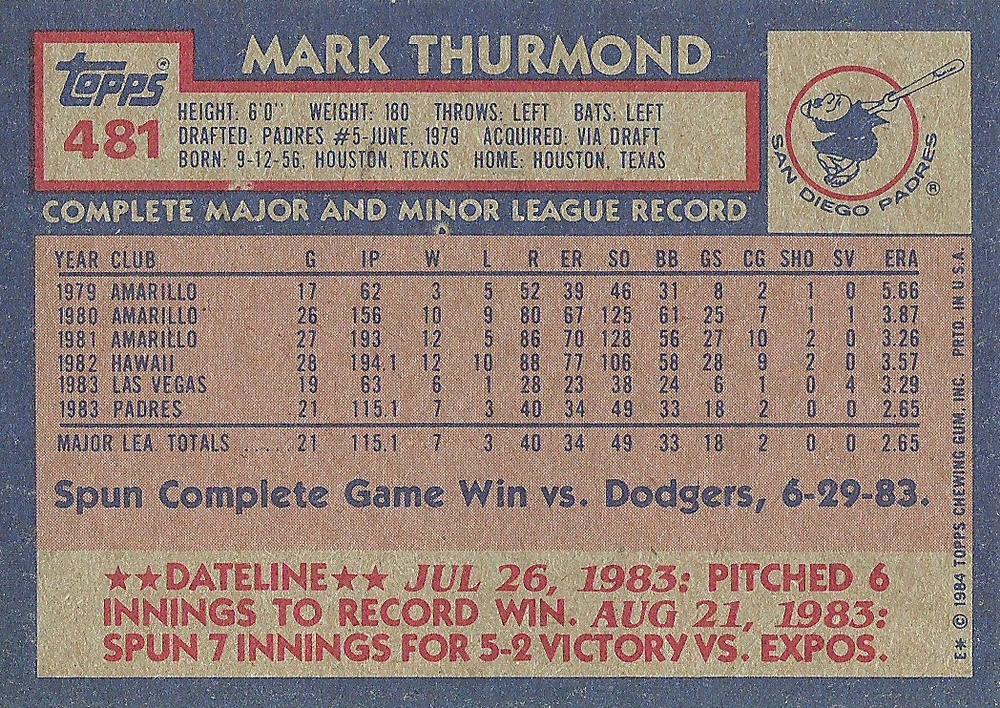 MARK THURMOND
Topps®
481
HEIGHT: 6'0" WEIGHT: 180 THROWS: LEFT BATS: LEFT
DRAFTED: PADRES #5-JUNE, 1979 ACQUIRED: VIA DRAFT
BORN: 9-12-56, HOUSTON, TEXAS HOME: HOUSTON, TEXAS
SAN DIEGO PADRES ®
COMPLETE MAJOR AND MINOR LEAGUE RECORD
YEAR CLUB G IP W L R ER SO BB GS CG SHO SV ERA
1979 AMARILLO 17 62 3 5 52 39 46 31 8 2 1 0 5.66
1980 AMARILLO 26 156 10 9 80 67 125 61 25 7 1 1 3.87
1981 AMARILLO 27 193 12 5 86 70 128 56 27 10 2 0 3.26
1982 HAWAII 28 194.1 12 10 88 77 106 58 28 9 2 0 3.57
1983 LAS VEGAS 19 63 6 1 28 23 38 24 6 1 0 4 3.29
1983 PADRES 21 115.1 7 3 40 34 49 33 18 2 0 0 2.65
MAJOR LEA. TOTALS ..... 21 115.1 7 3 40 34 49 33 18 2 0 0 2.65
Spun Complete Game Win vs. Dodgers, 6-29-83.
★★DATELINE★★ JUL 26, 1983: PITCHED 6
INNINGS TO RECORD WIN. AUG 21, 1983:
SPUN 7 INNINGS FOR 5-2 VICTORY VS. EXPOS.
E* © 1984 TOPPS CHEWING GUM, INC. PRTD. IN U.S.A.